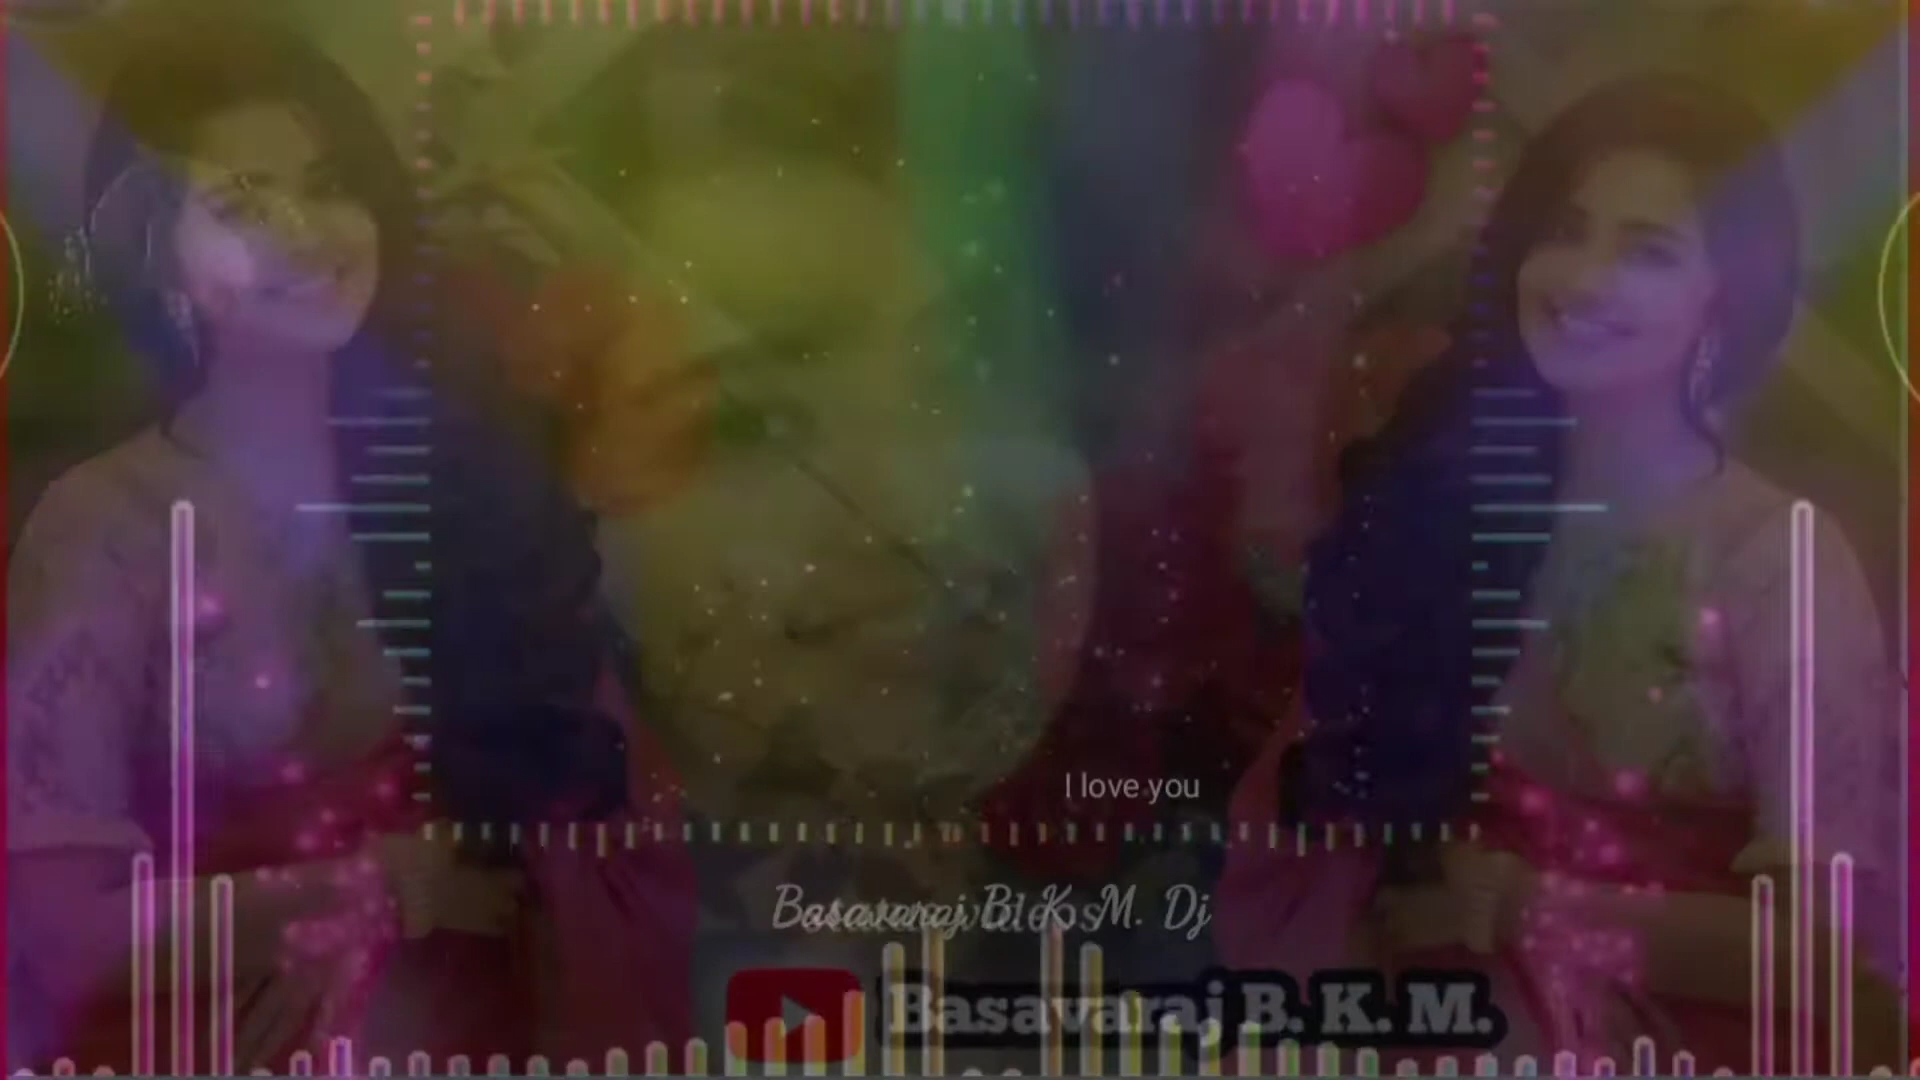 I love you
Basavaraj B. K. M. Dj
Basavaraj B. K. M.